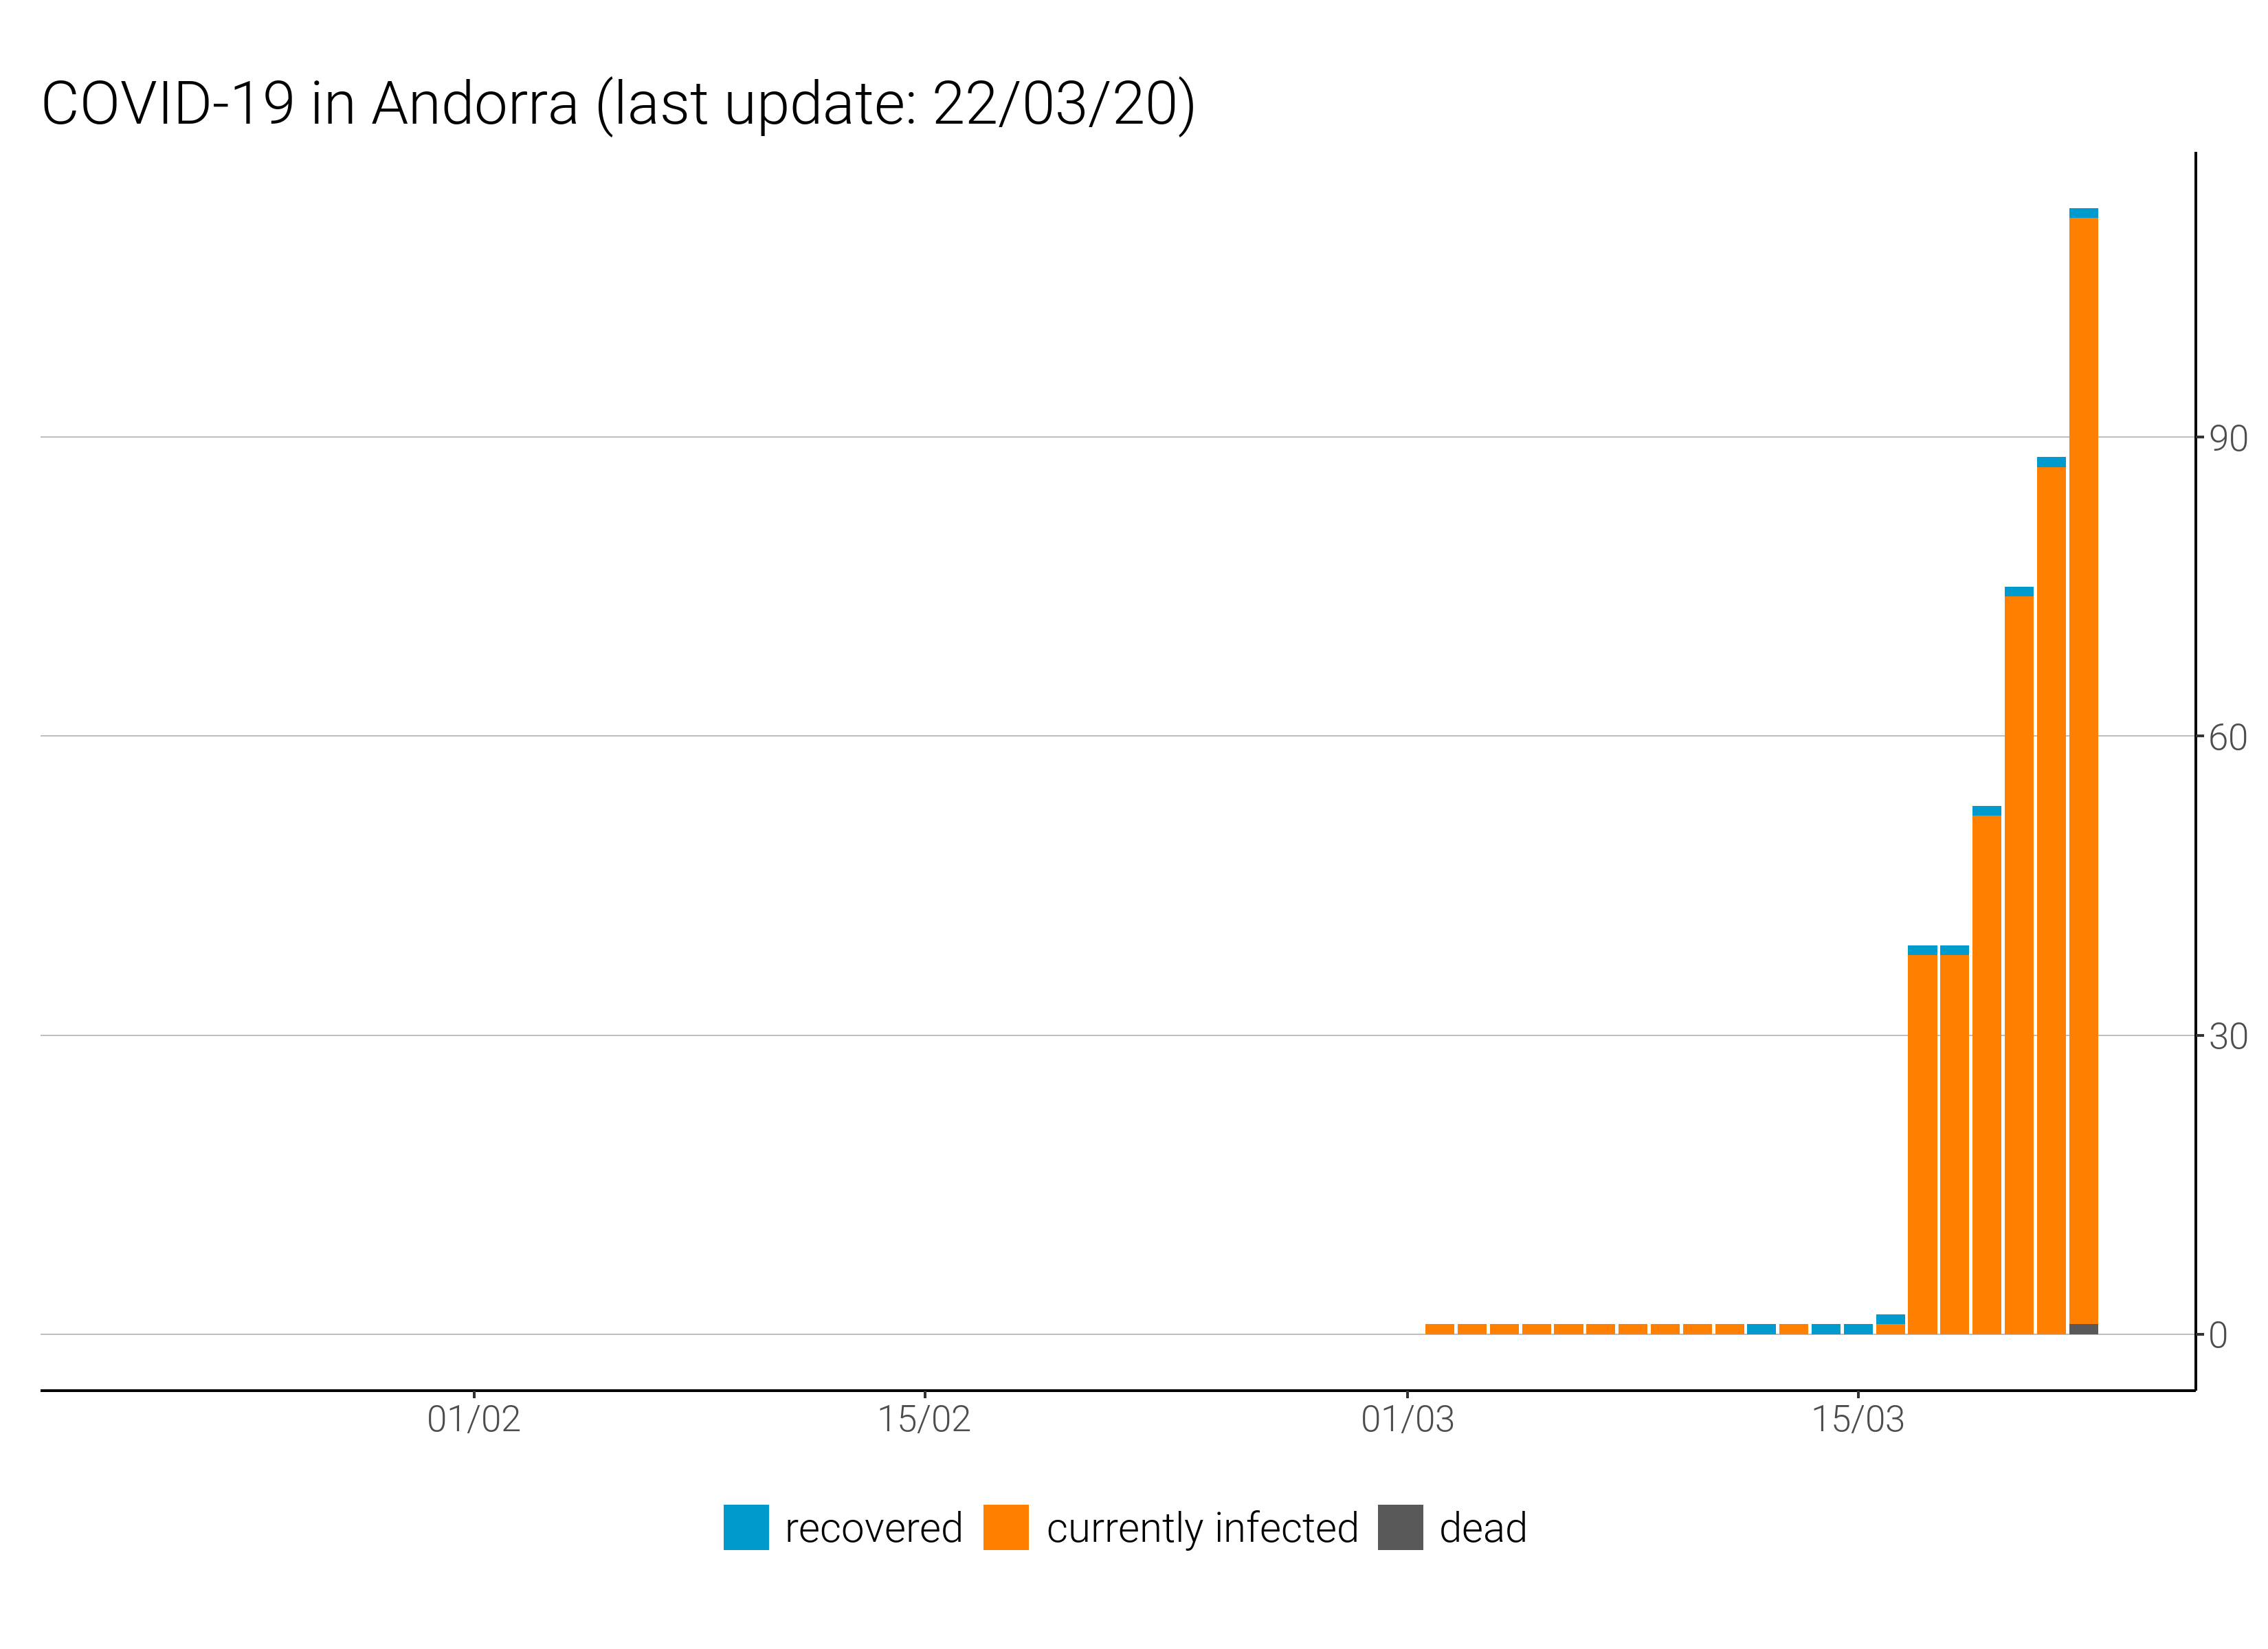 COVID-19 in Andorra (last update: 22/03/20)
90
60
30
0
01/02 15/02 01/03 15/03
recovered currently infected dead